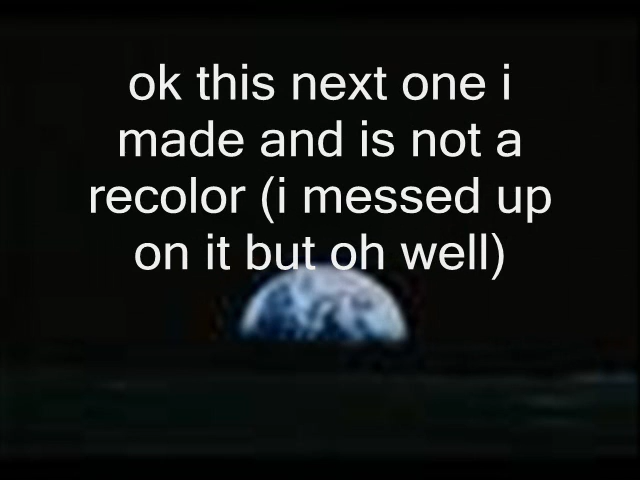 ok this next one i
made and is not a
recolor (i messed up
on it but oh well)